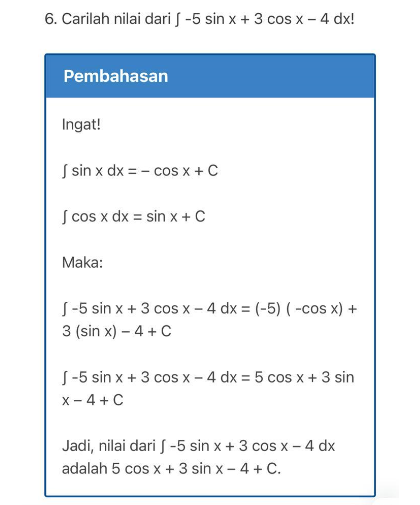 6. Carilah nilai dari ∫ -5 sin x + 3 cos x – 4 dx!
Pembahasan
Ingat!
∫ sin x dx = – cos x + C
∫ cos x dx = sin x + C
Maka:
∫ -5 sin x + 3 cos x – 4 dx = (-5) ( -cos x) +
3 (sin x) – 4 + C
∫ -5 sin x + 3 cos x – 4 dx = 5 cos x + 3 sin
x – 4 + C
Jadi, nilai dari ∫ -5 sin x + 3 cos x – 4 dx
adalah 5 cos x + 3 sin x – 4 + C.